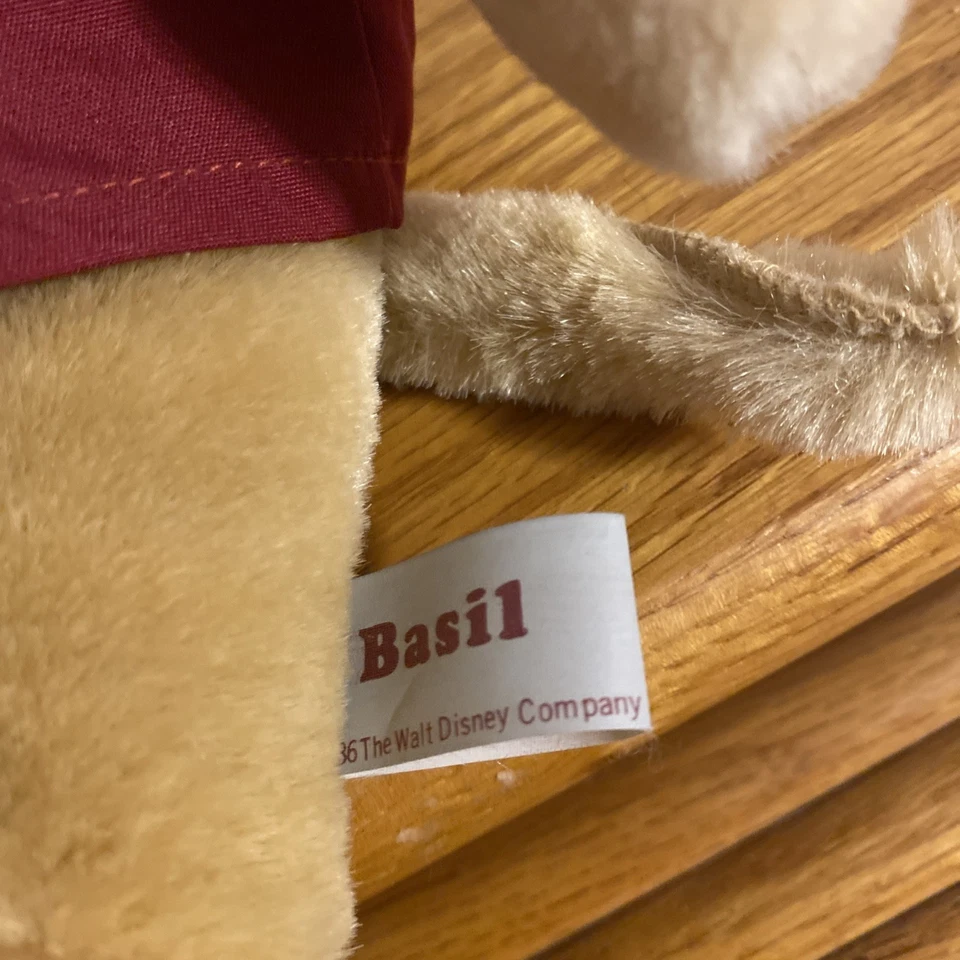 Basil
86 The Walt Disney Company